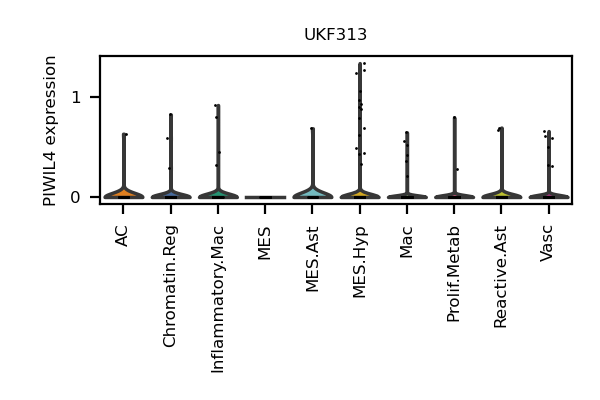 UKF313
PIWIL4 expression
1
0
AC
Chromatin.Reg
Inflammatory.Mac
MES
MES.Ast
MES.Hyp
Mac
Prolif.Metab
Reactive.Ast
Vasc